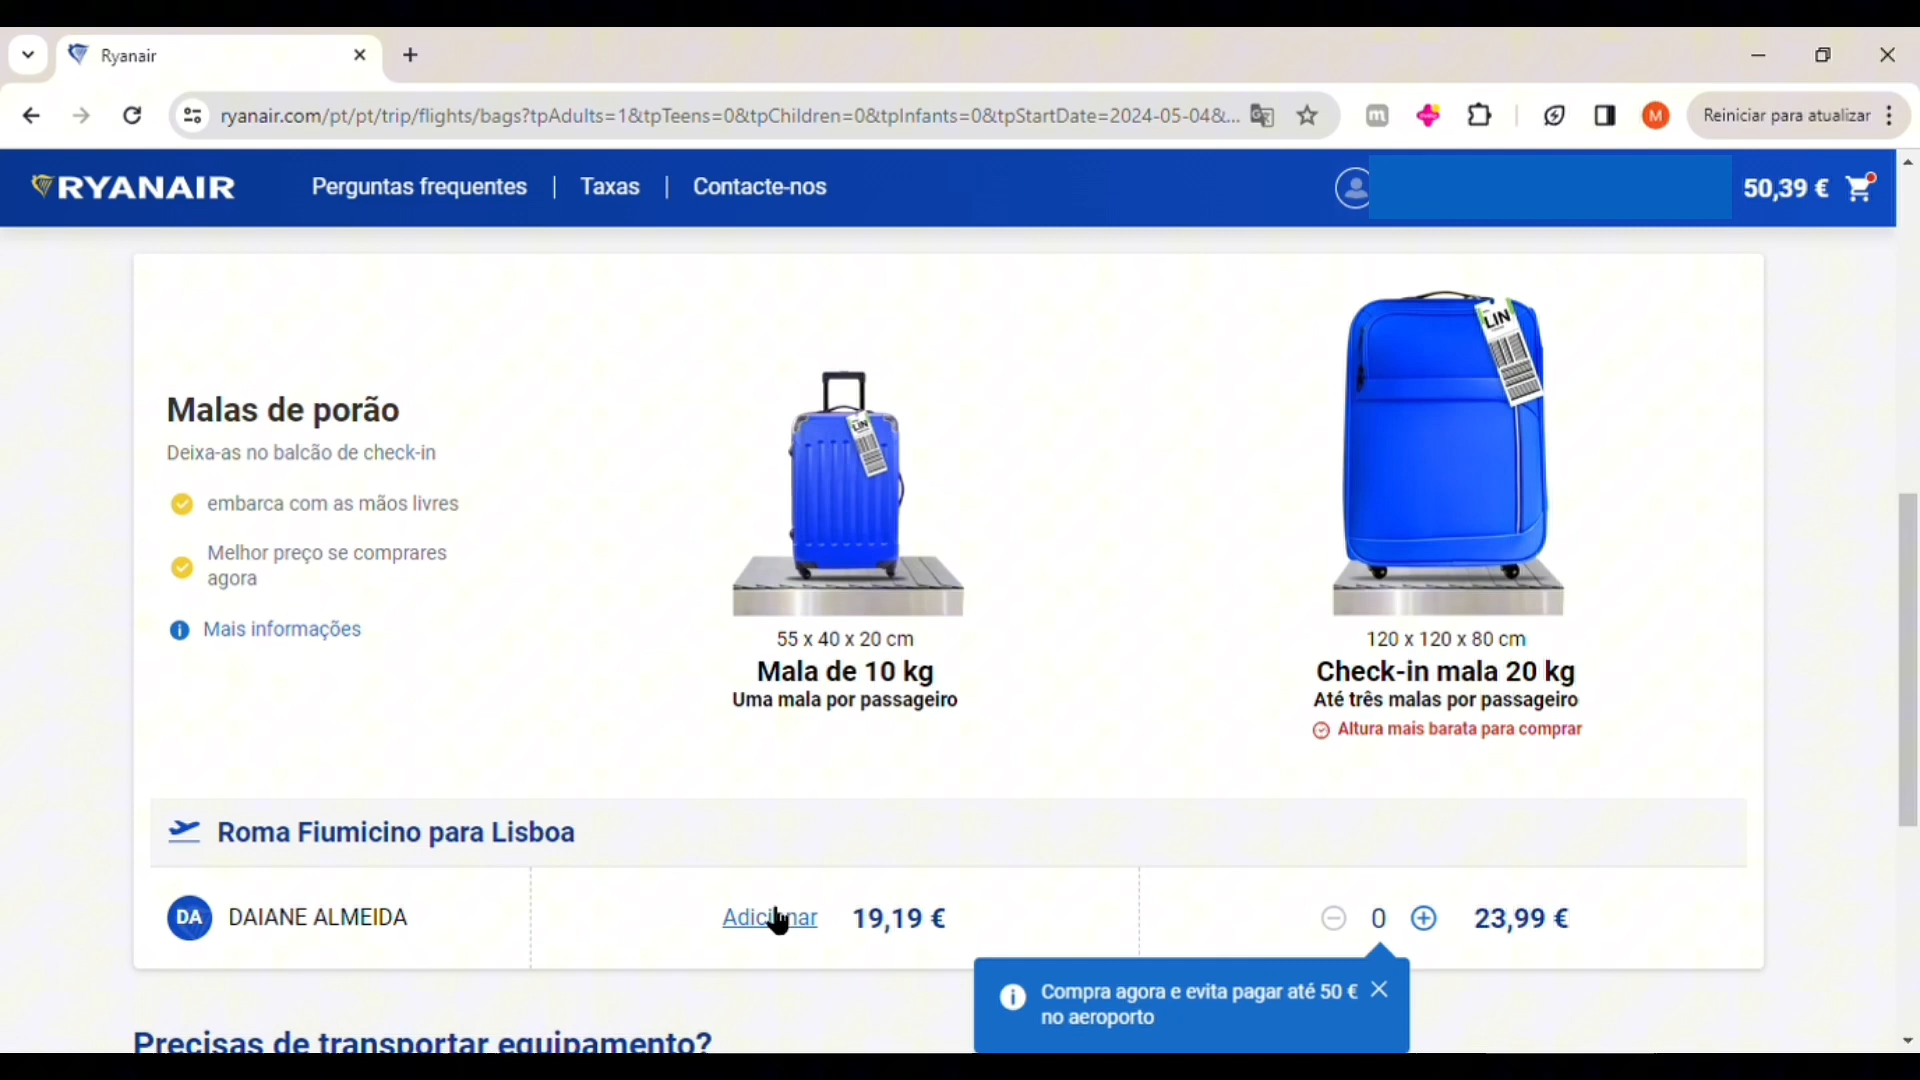 Ryanair
ryanair.com/pt/pt/trip/flights/bags?tpAdults=1&tpTeens=0&tpChildren=0&tpInfants=0&tpStartDate=2024-05-04&...
M
Reiniciar para atualizar
RYANAIR
Perguntas frequentes
Taxas
Contacte-nos
50,39 €
Malas de porão
Deixa-as no balcão de check-in
embarca com as mãos livres
Melhor preço se comprares
agora
Mais informações
LIN
55 x 40 x 20 cm
Mala de 10 kg
Uma mala por passageiro
LIN
120 x 120 x 80 cm
Check-in mala 20 kg
Até três malas por passageiro
Altura mais barata para comprar
Roma Fiumicino para Lisboa
DA
DAIANE ALMEIDA
Adicionar
19,19 €
0
23,99 €
Compra agora e evita pagar até 50 €
no aeroporto
Precisas de transportar equipamento?